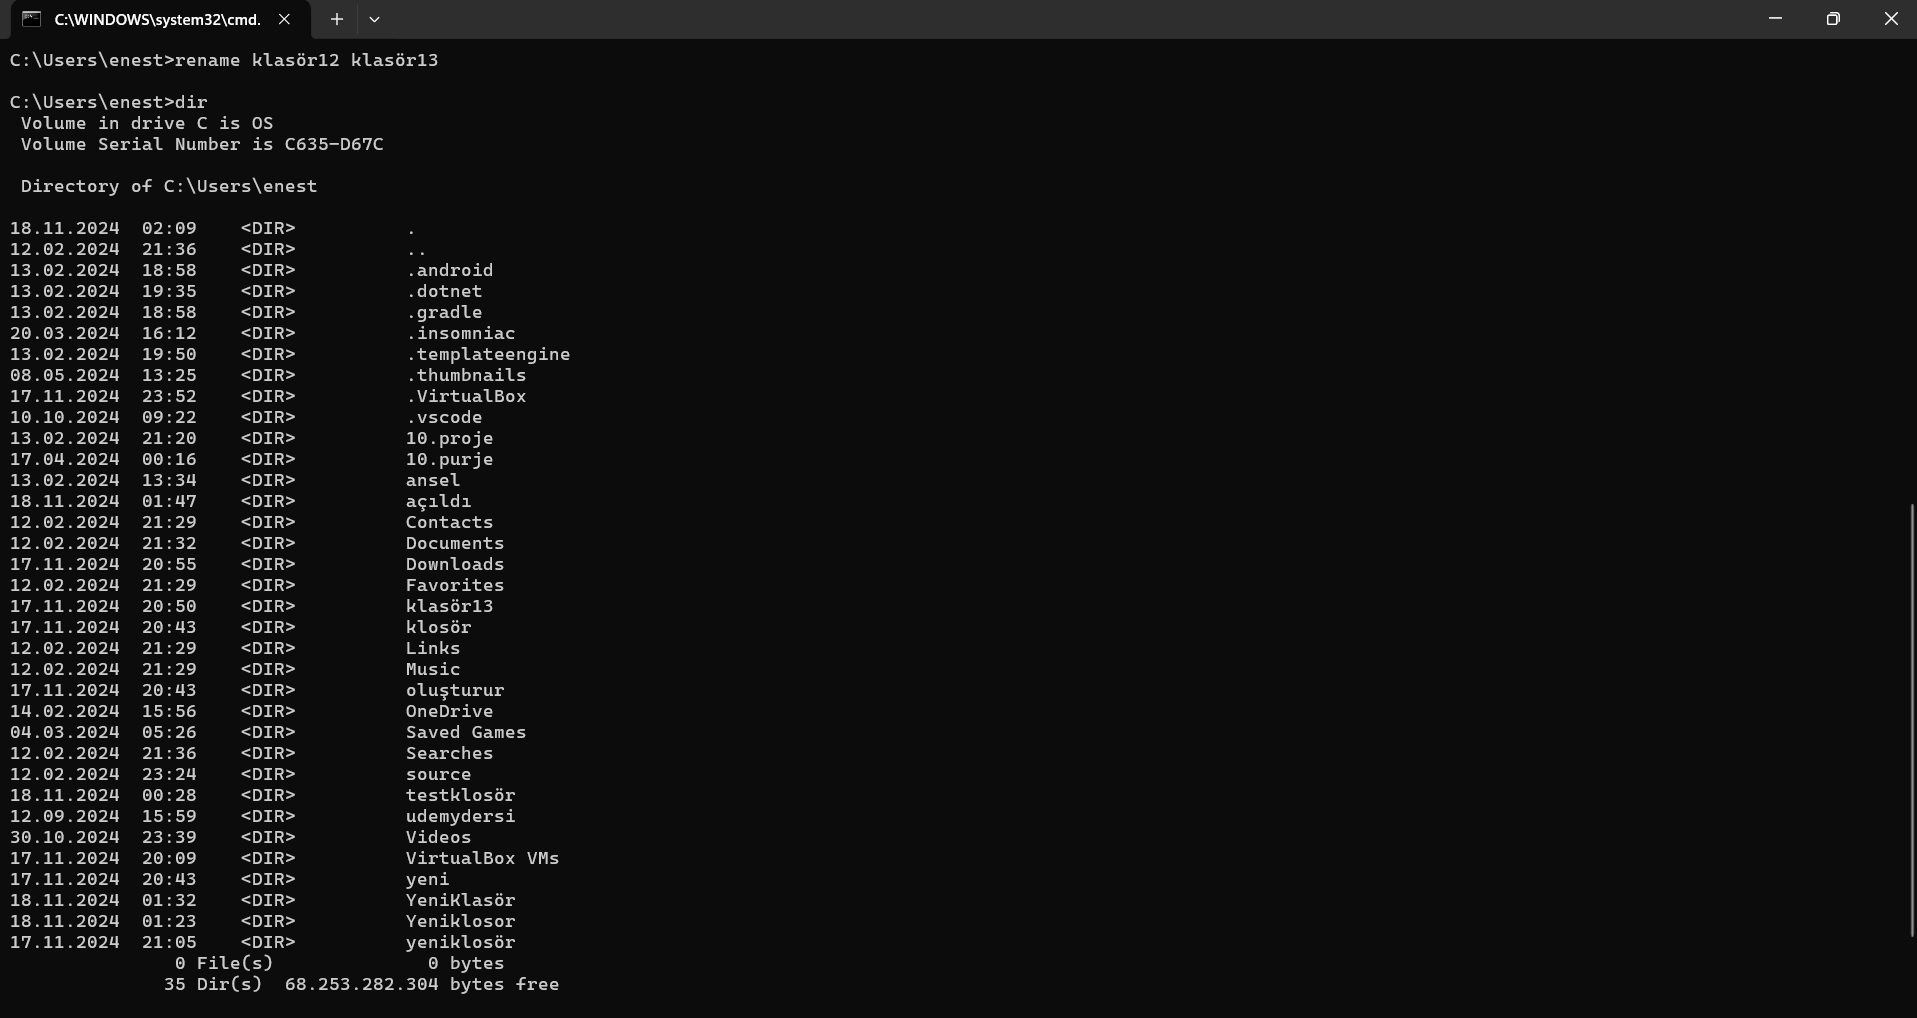 C:\WINDOWS\system32\cmd.
C:\Users\enest>rename klasör12 klasör13
C:\Users\enest>dir
 Volume in drive C is OS
 Volume Serial Number is C635-D67C
 Directory of C:\Users\enest
18.11.2024  02:09    <DIR>          .
12.02.2024  21:36    <DIR>          ..
13.02.2024  18:58    <DIR>          .android
13.02.2024  19:35    <DIR>          .dotnet
13.02.2024  18:58    <DIR>          .gradle
20.03.2024  16:12    <DIR>          .insomniac
13.02.2024  19:50    <DIR>          .templateengine
08.05.2024  13:25    <DIR>          .thumbnails
17.11.2024  23:52    <DIR>          .VirtualBox
10.10.2024  09:22    <DIR>          .vscode
13.02.2024  21:20    <DIR>          10.proje
17.04.2024  00:16    <DIR>          10.purje
13.02.2024  13:34    <DIR>          ansel
18.11.2024  01:47    <DIR>          açıldı
12.02.2024  21:29    <DIR>          Contacts
12.02.2024  21:32    <DIR>          Documents
17.11.2024  20:55    <DIR>          Downloads
12.02.2024  21:29    <DIR>          Favorites
17.11.2024  20:50    <DIR>          klasör13
17.11.2024  20:43    <DIR>          klosör
12.02.2024  21:29    <DIR>          Links
12.02.2024  21:29    <DIR>          Music
17.11.2024  20:43    <DIR>          oluşturur
14.02.2024  15:56    <DIR>          OneDrive
04.03.2024  05:26    <DIR>          Saved Games
12.02.2024  21:36    <DIR>          Searches
12.02.2024  23:24    <DIR>          source
18.11.2024  00:28    <DIR>          testklosör
12.09.2024  15:59    <DIR>          udemydersi
30.10.2024  23:39    <DIR>          Videos
17.11.2024  20:09    <DIR>          VirtualBox VMs
17.11.2024  20:43    <DIR>          yeni
18.11.2024  01:32    <DIR>          YeniKlasör
18.11.2024  01:23    <DIR>          Yeniklosor
17.11.2024  21:05    <DIR>          yeniklosör
               0 File(s)              0 bytes
              35 Dir(s)  68.253.282.304 bytes free